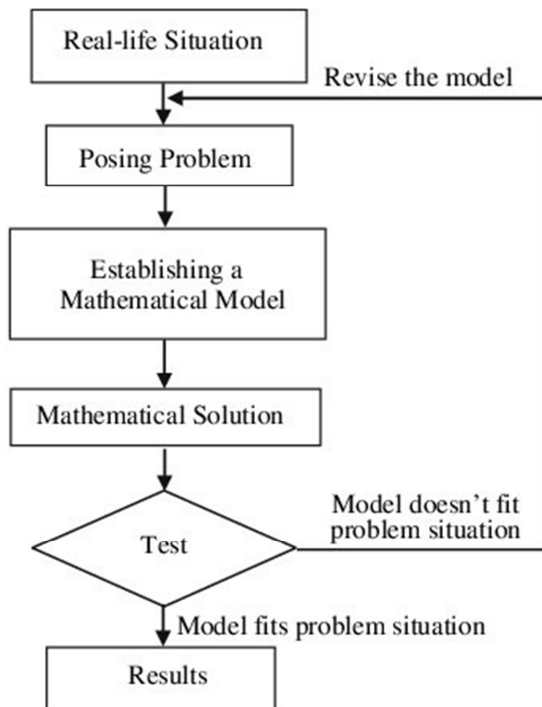 Real-life Situation
Revise the model
Posing Problem
Establishing a
Mathematical Model
Mathematical Solution
Test
Model doesn't fit
problem situation
Model fits problem situation
Results